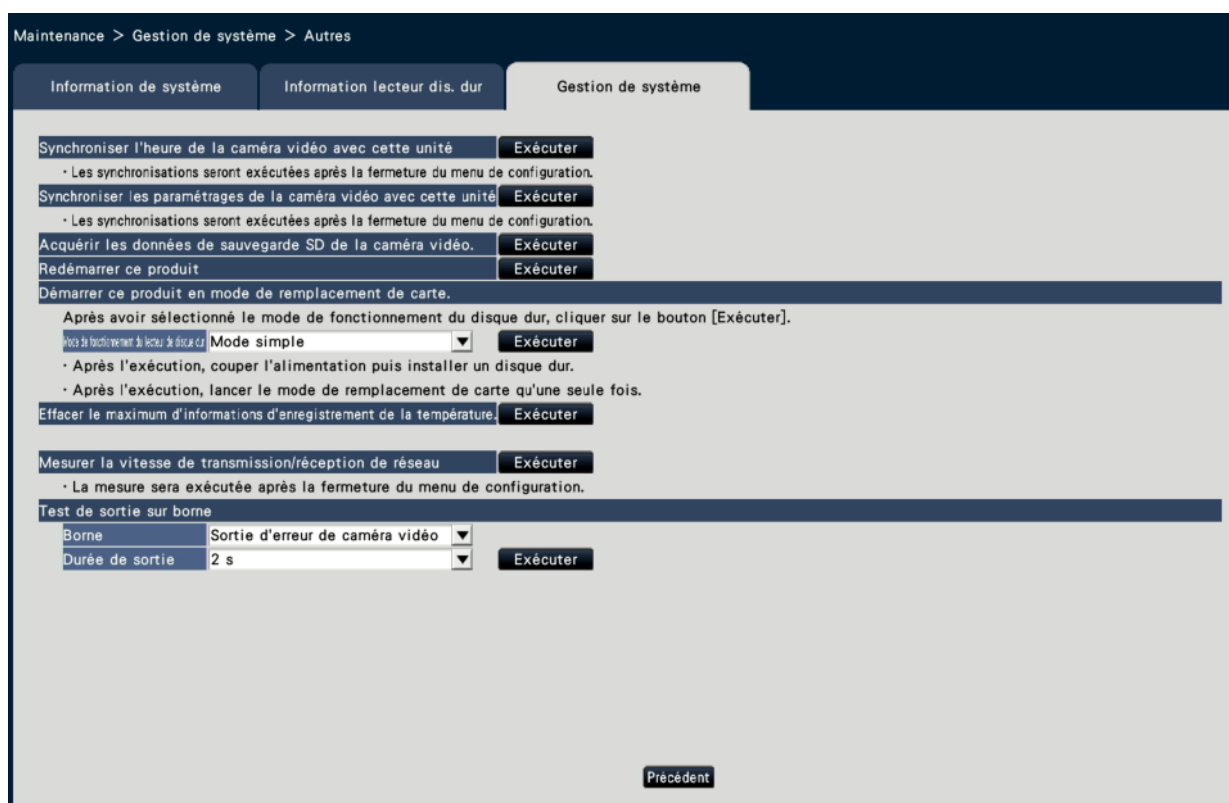 Maintenance > Gestion de système > Autres
Information de système
Information lecteur dis. dur
Gestion de système
Synchroniser l'heure de la caméra vidéo avec cette unité Exécuter
· Les synchronisations seront exécutées après la fermeture du menu de configuration.
Synchroniser les paramétrages de la caméra vidéo avec cette unité Exécuter
· Les synchronisations seront exécutées après la fermeture du menu de configuration.
Acquérir les données de sauvegarde SD de la caméra vidéo. Exécuter
Redémarrer ce produit Exécuter
Démarrer ce produit en mode de remplacement de carte.
Après avoir sélectionné le mode de fonctionnement du disque dur, cliquer sur le bouton [Exécuter].
Mode de fonctionnement du lecteur de disque dur Mode simple Exécuter
· Après l'exécution, couper l'alimentation puis installer un disque dur.
· Après l'exécution, lancer le mode de remplacement de carte qu'une seule fois.
Effacer le maximum d'informations d'enregistrement de la température. Exécuter
Mesurer la vitesse de transmission/réception de réseau Exécuter
· La mesure sera exécutée après la fermeture du menu de configuration.
Test de sortie sur borne
Borne Sortie d'erreur de caméra vidéo
Durée de sortie 2 s Exécuter
Précédent